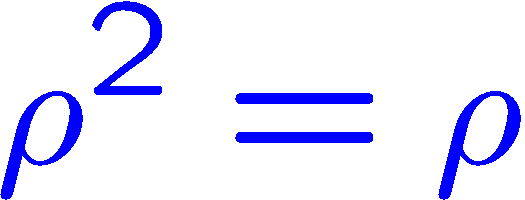 ρ² = ρ